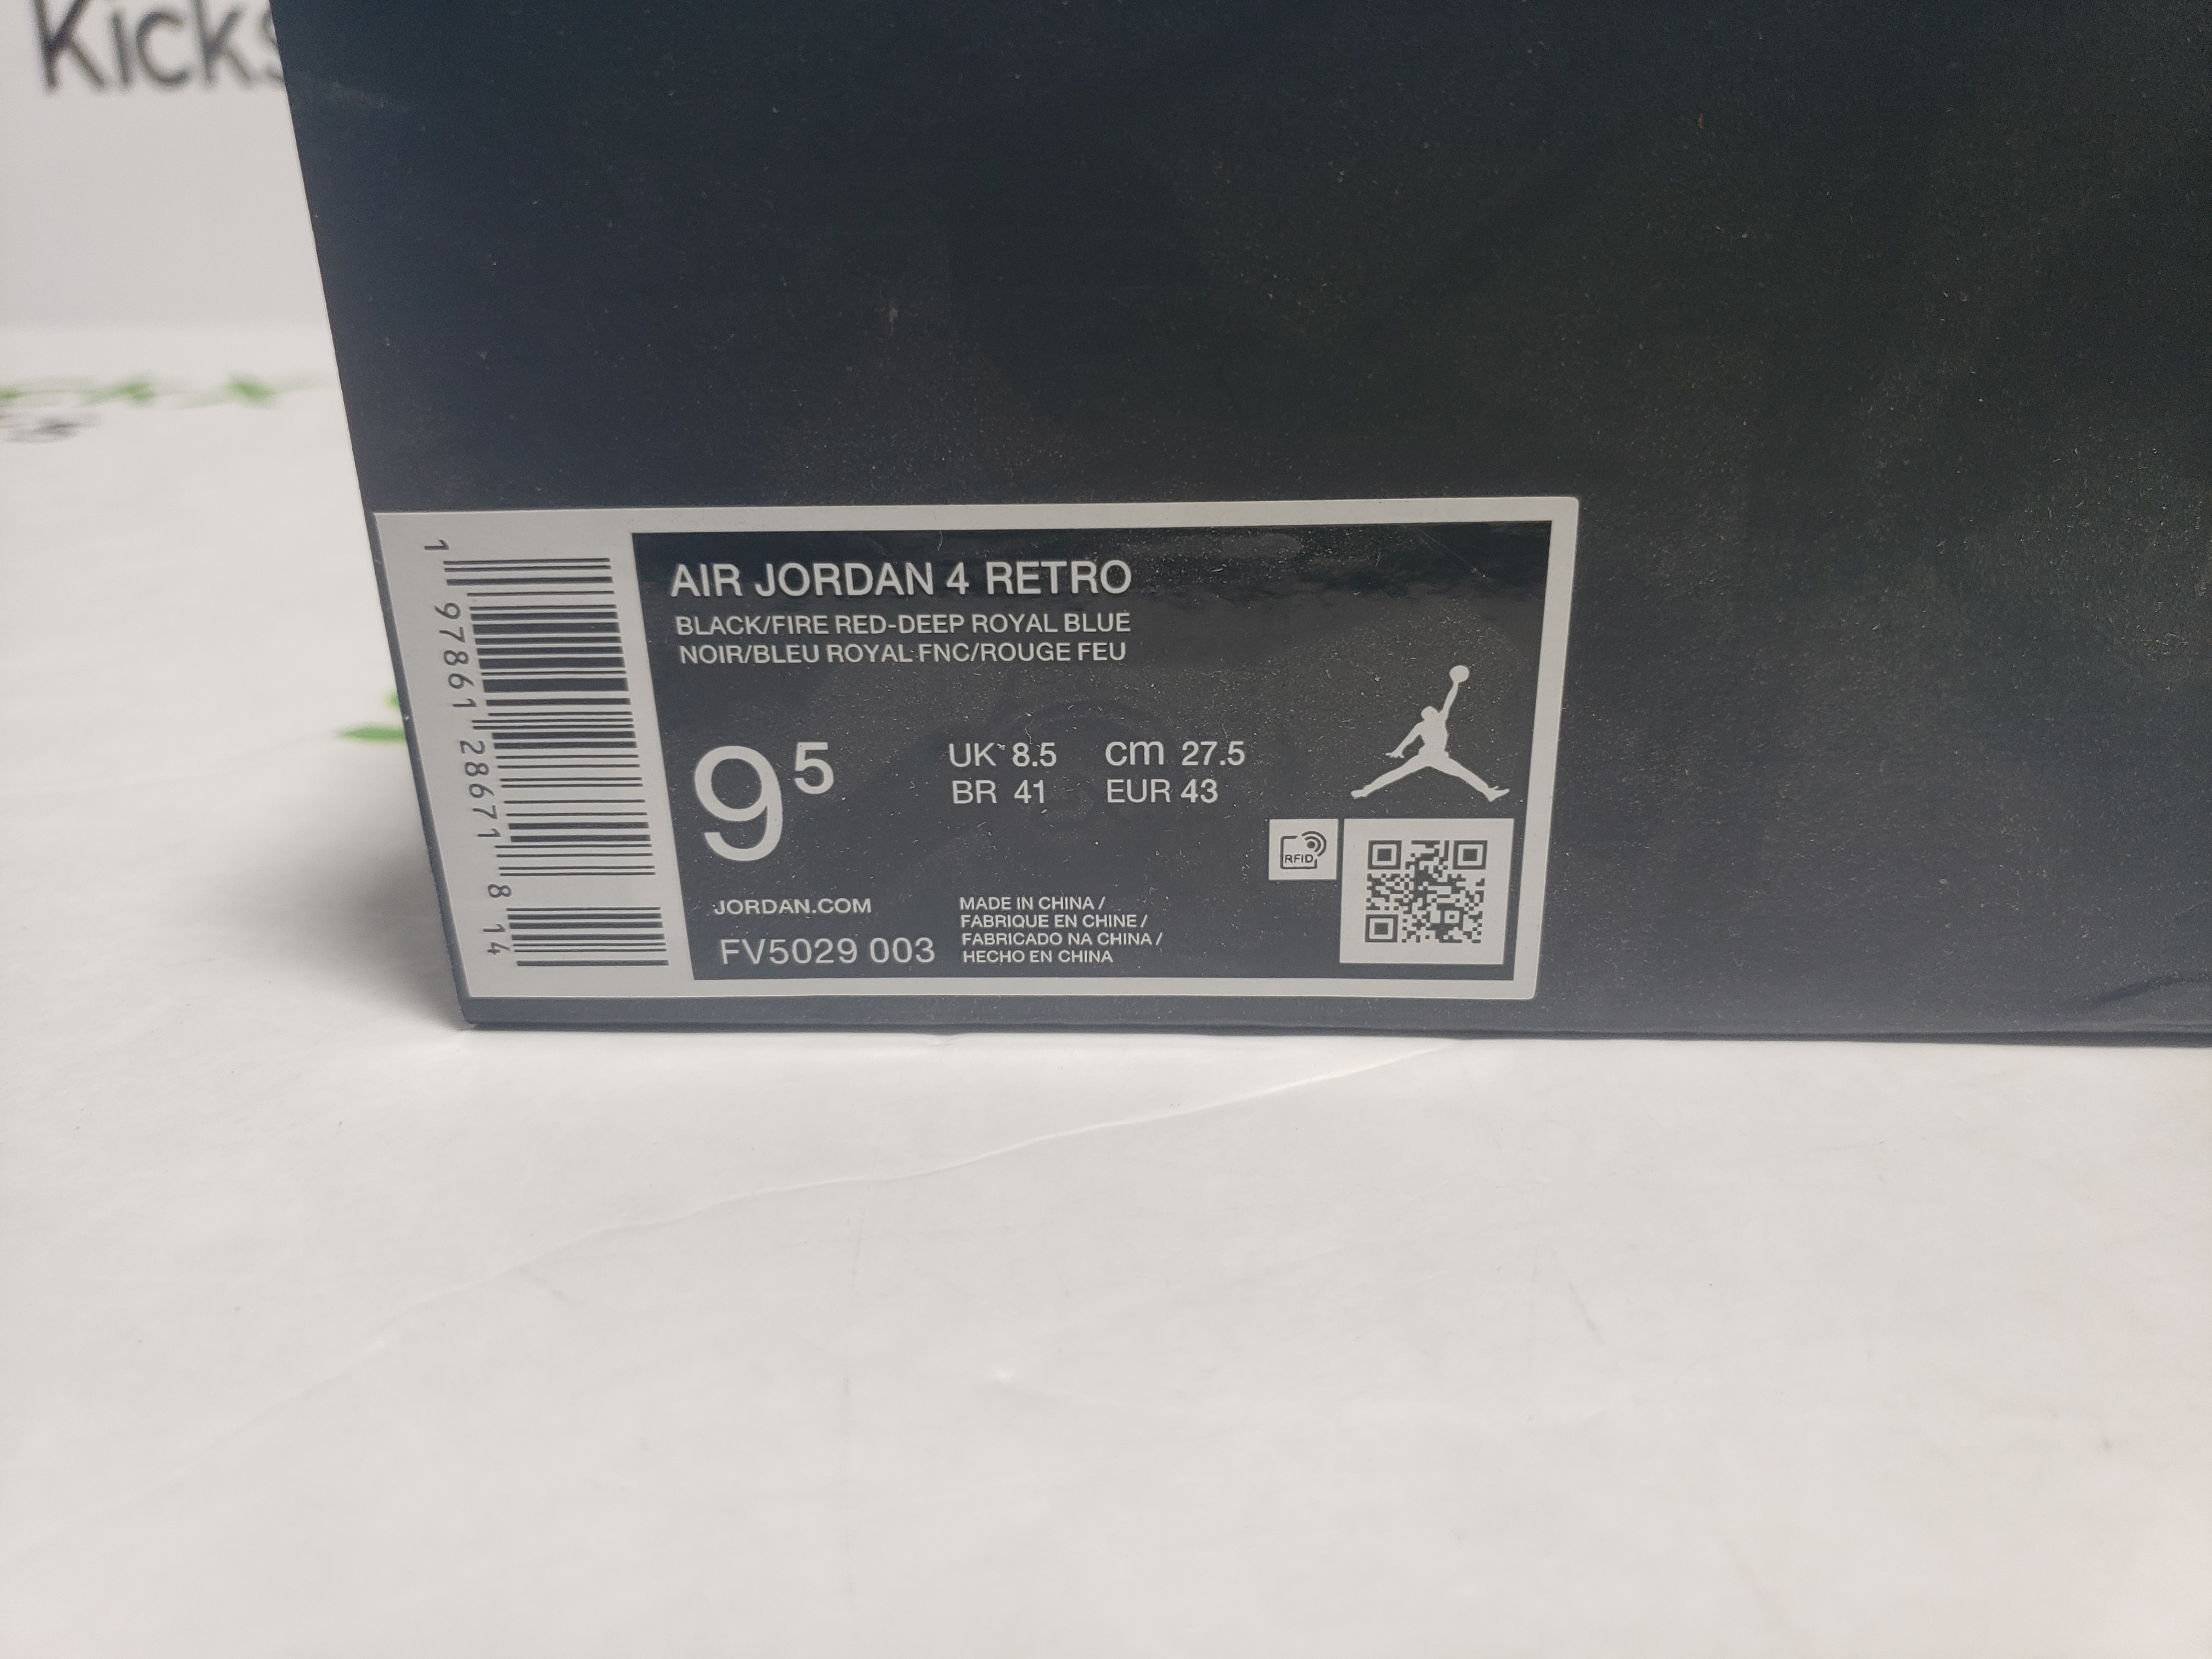 Kicks
AIR JORDAN 4 RETRO
BLACK/FIRE RED-DEEP ROYAL BLUE
NOIR/BLEU ROYAL FNC/ROUGE FEU
9 5
UK 8.5 cm 27.5
BR 41 EUR 43
RFID
JORDAN.COM
FV5029 003
MADE IN CHINA /
FABRIQUE EN CHINE /
FABRICADO NA CHINA /
HECHO EN CHINA
1 97861 28671 8 14